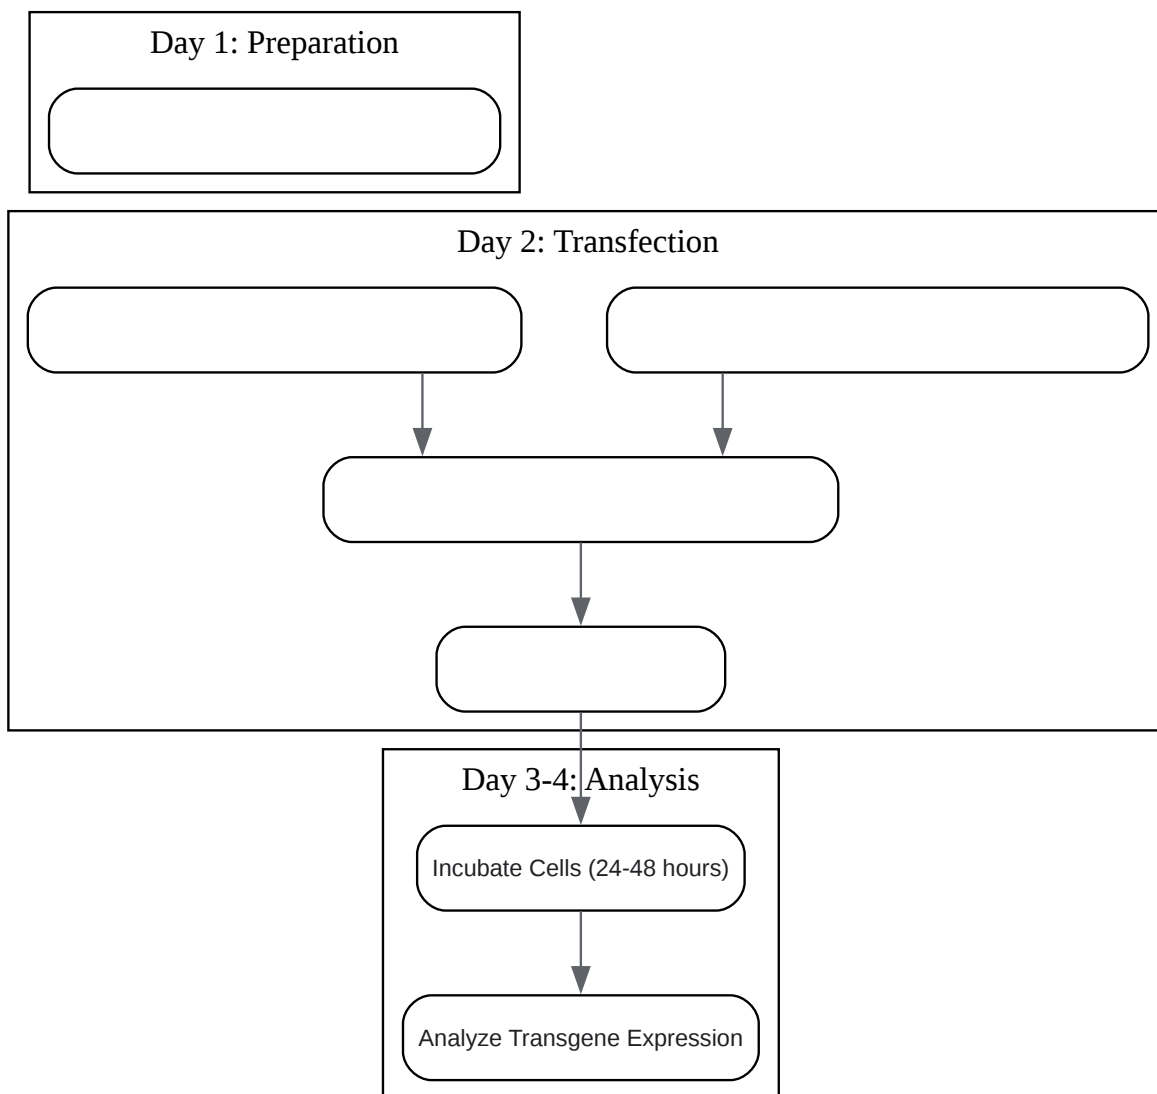 Day 1: Preparation
Day 2: Transfection
Day 3-4: Analysis
Incubate Cells (24-48 hours)
Analyze Transgene Expression